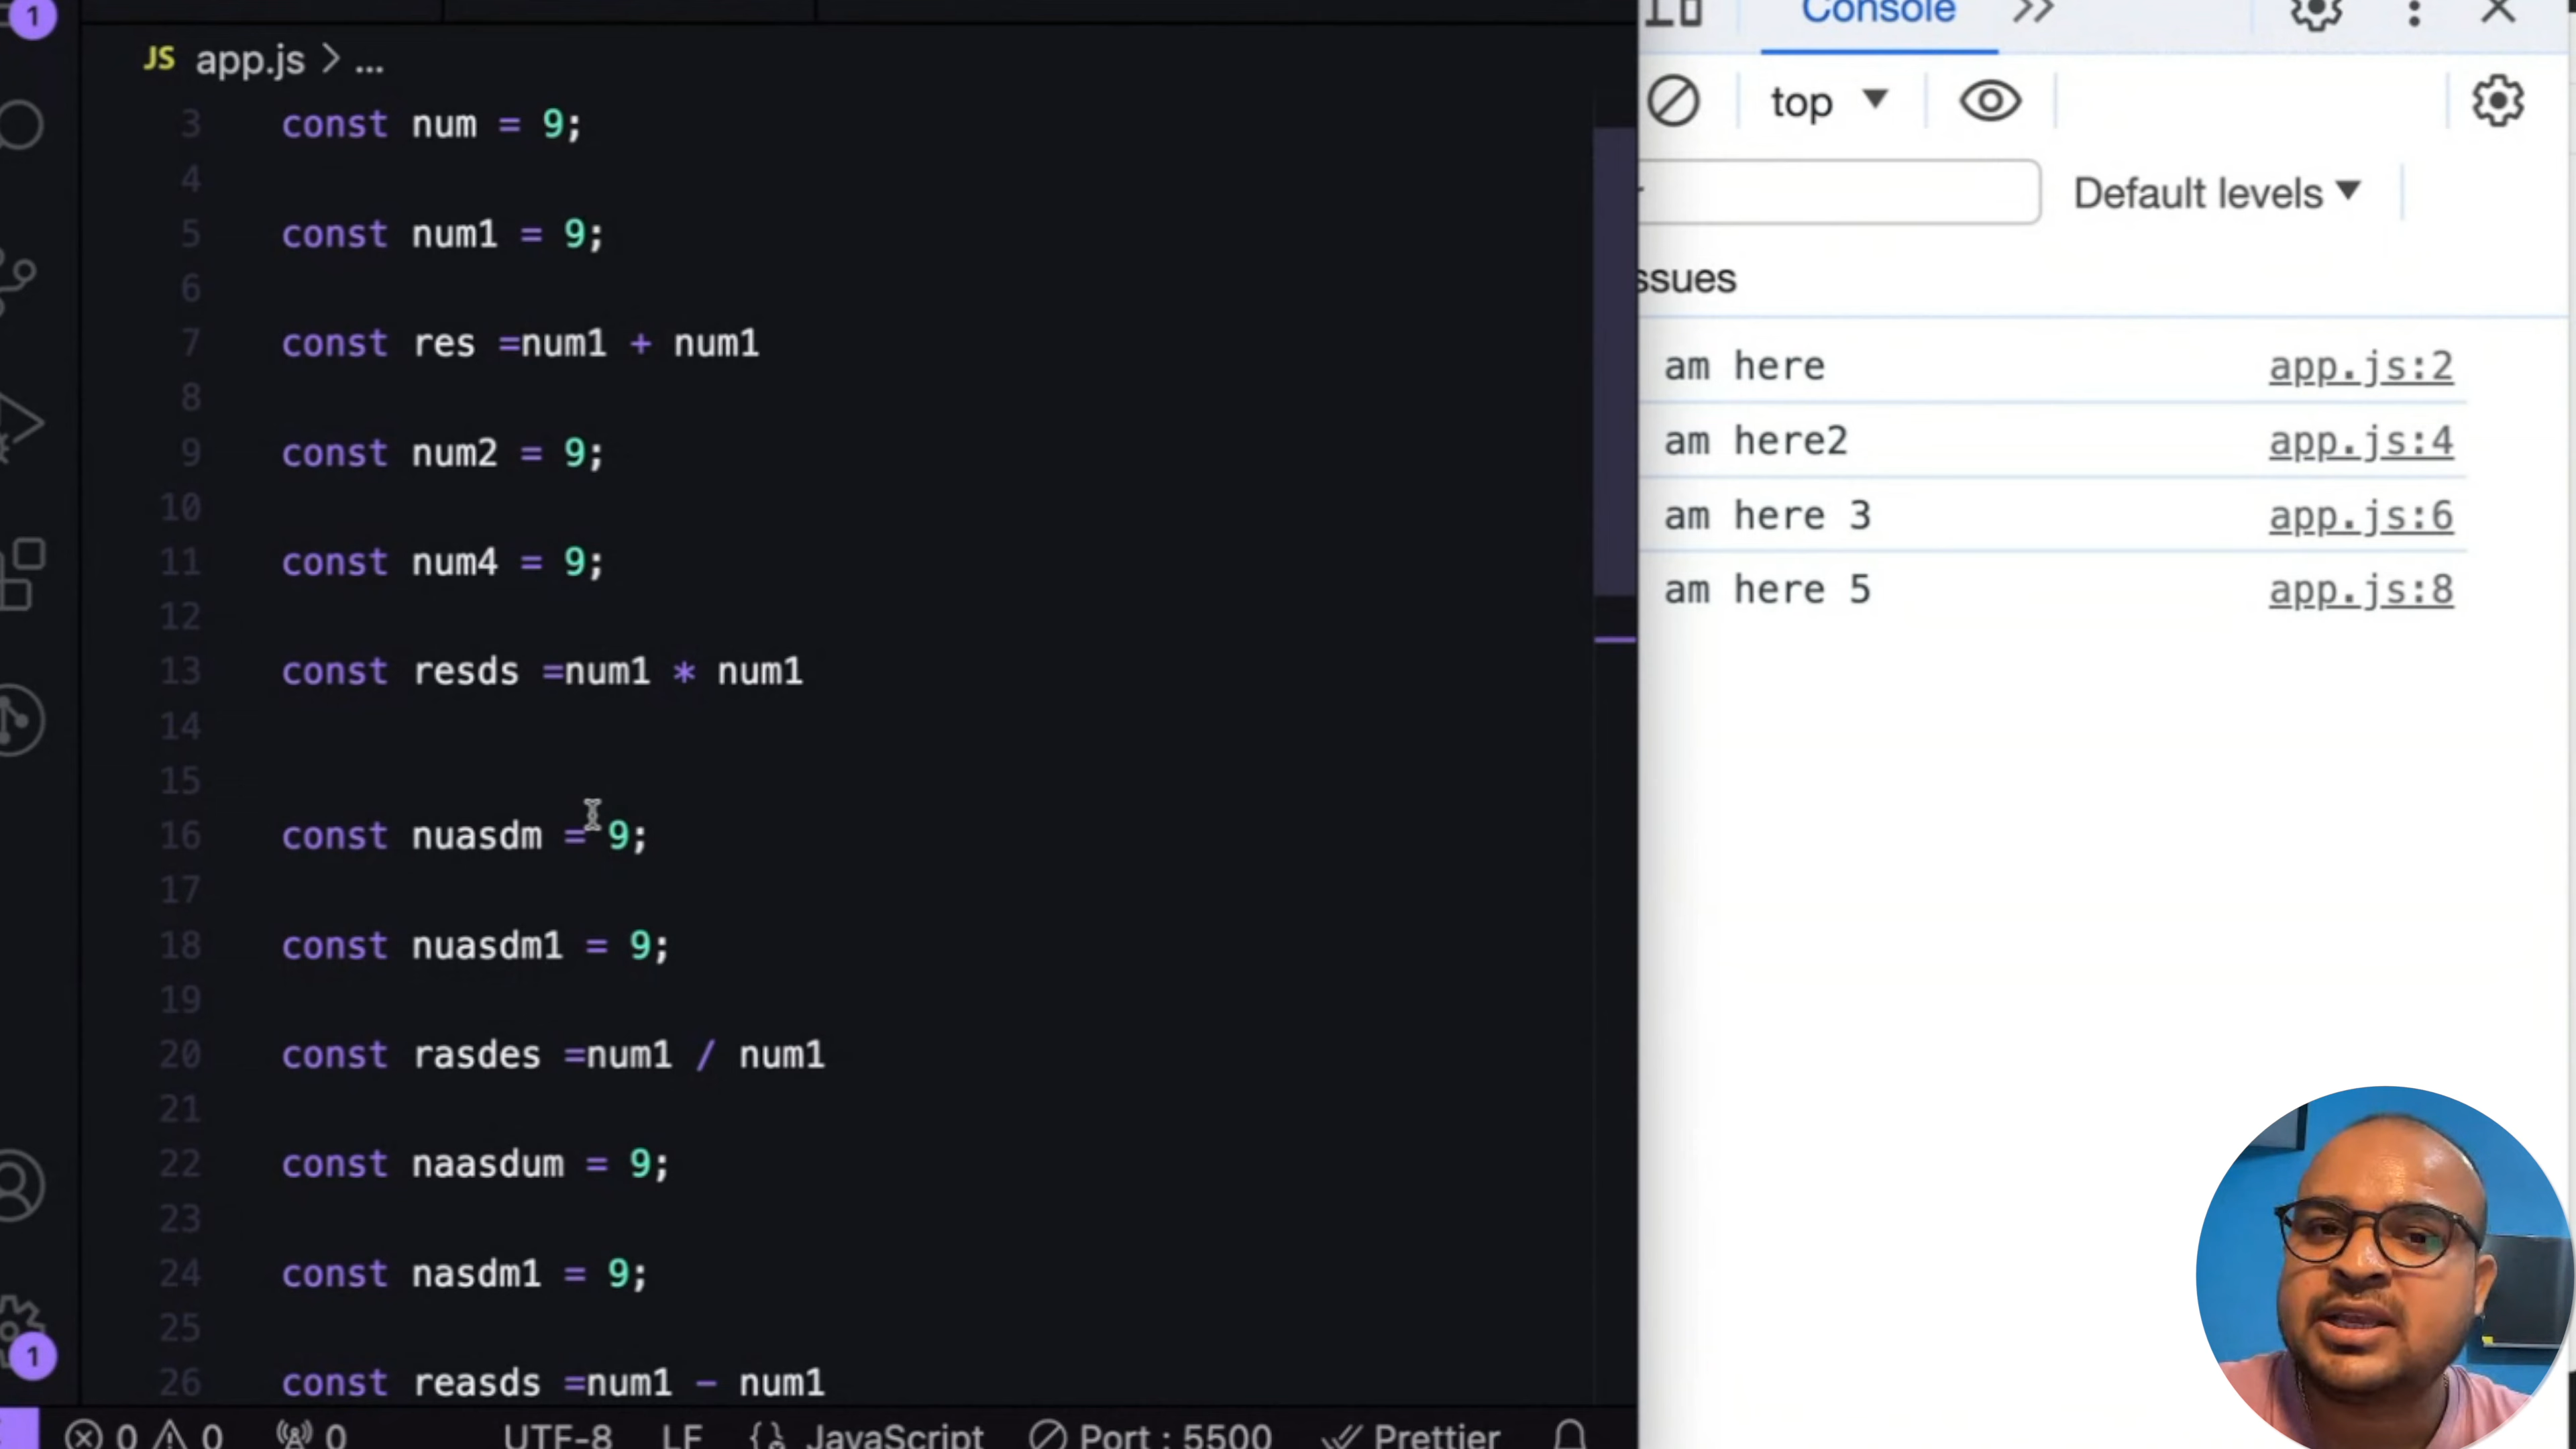 1
JS app.js > ...
3 const num = 9;
4
5 const num1 = 9;
6
7 const res =num1 + num1
8
9 const num2 = 9;
10
11 const num4 = 9;
12
13 const resds =num1 * num1
14
15
16 const nuasdm = 9;
17
18 const nuasdm1 = 9;
19
20 const rasdes =num1 / num1
21
22 const naasdum = 9;
23
24 const nasdm1 = 9;
25
26 const reasds =num1 - num1
1
0 0 0 UTF-8 LF {} JavaScript Port : 5500 Prettier
Console >>
top
Default levels
ssues
am here app.js:2
am here2 app.js:4
am here 3 app.js:6
am here 5 app.js:8